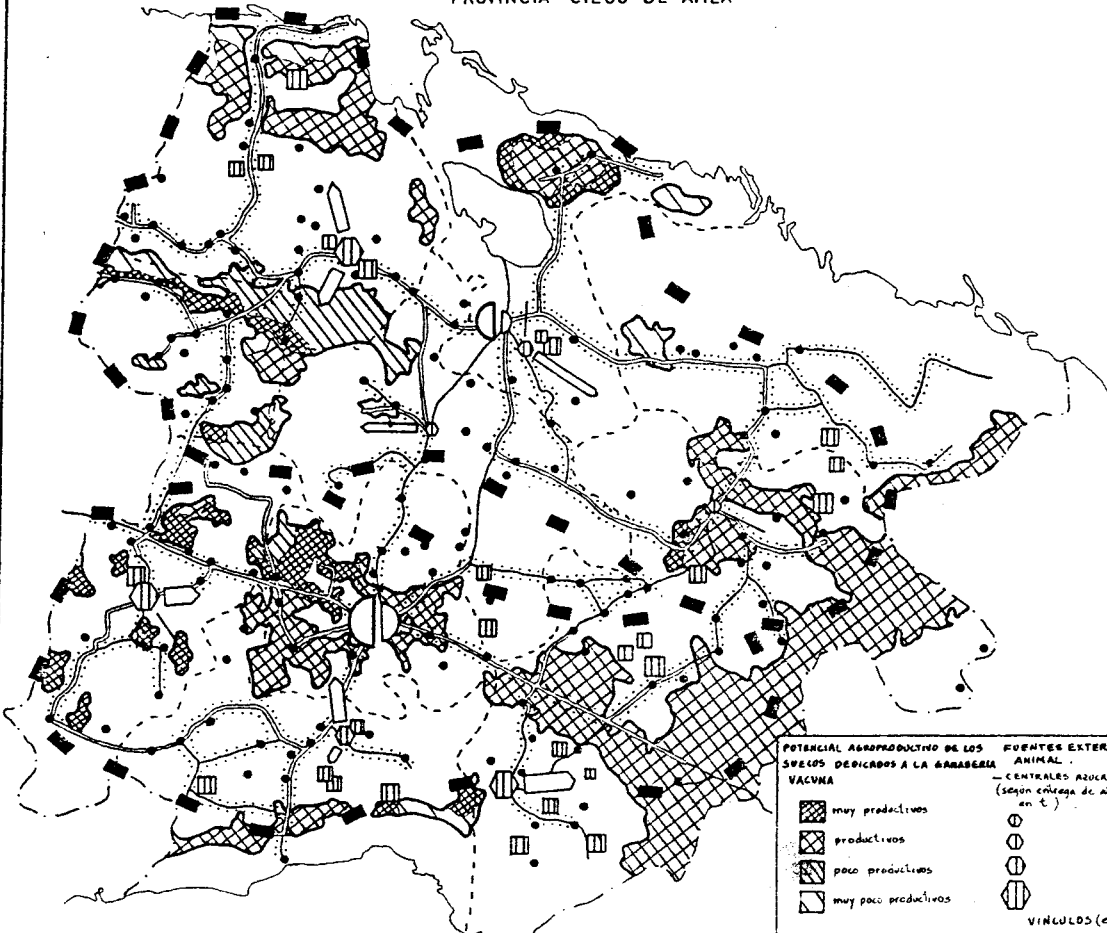 PROVINCIA CIEGO DE AVILA
POTENCIAL AGROPRODUCTIVO DE LOS
SUELOS DEDICADOS A LA GANADERIA
VACUNA
muy productivos
productivos
poco productivos
muy poco productivos
FUENTES EXTER
ANIMAL.
— CENTRALES AZUCA
(según entrega de a
en t)
VINCULOS (e